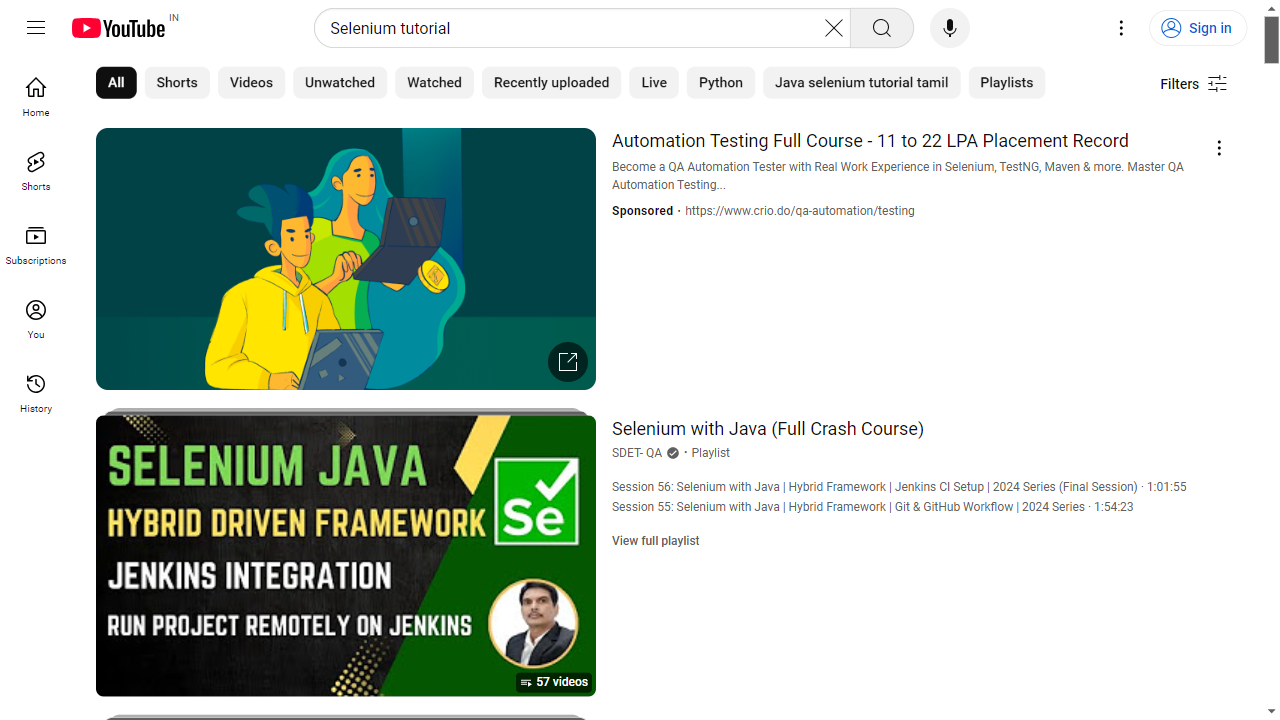 YouTube IN
Selenium tutorial
Sign in
All
Shorts
Videos
Unwatched
Watched
Recently uploaded
Live
Python
Java selenium tutorial tamil
Playlists
Filters
Home
Shorts
Subscriptions
You
History
Automation Testing Full Course - 11 to 22 LPA Placement Record
Become a QA Automation Tester with Real Work Experience in Selenium, TestNG, Maven & more. Master QA
Automation Testing...
Sponsored · https://www.crio.do/qa-automation/testing
SELENIUM JAVA
HYBRID DRIVEN FRAMEWORK
JENKINS INTEGRATION
RUN PROJECT REMOTELY ON JENKINS
Se
57 videos
Selenium with Java (Full Crash Course)
SDET- QA · Playlist
Session 56: Selenium with Java | Hybrid Framework | Jenkins CI Setup | 2024 Series (Final Session) · 1:01:55
Session 55: Selenium with Java | Hybrid Framework | Git & GitHub Workflow | 2024 Series · 1:54:23
View full playlist